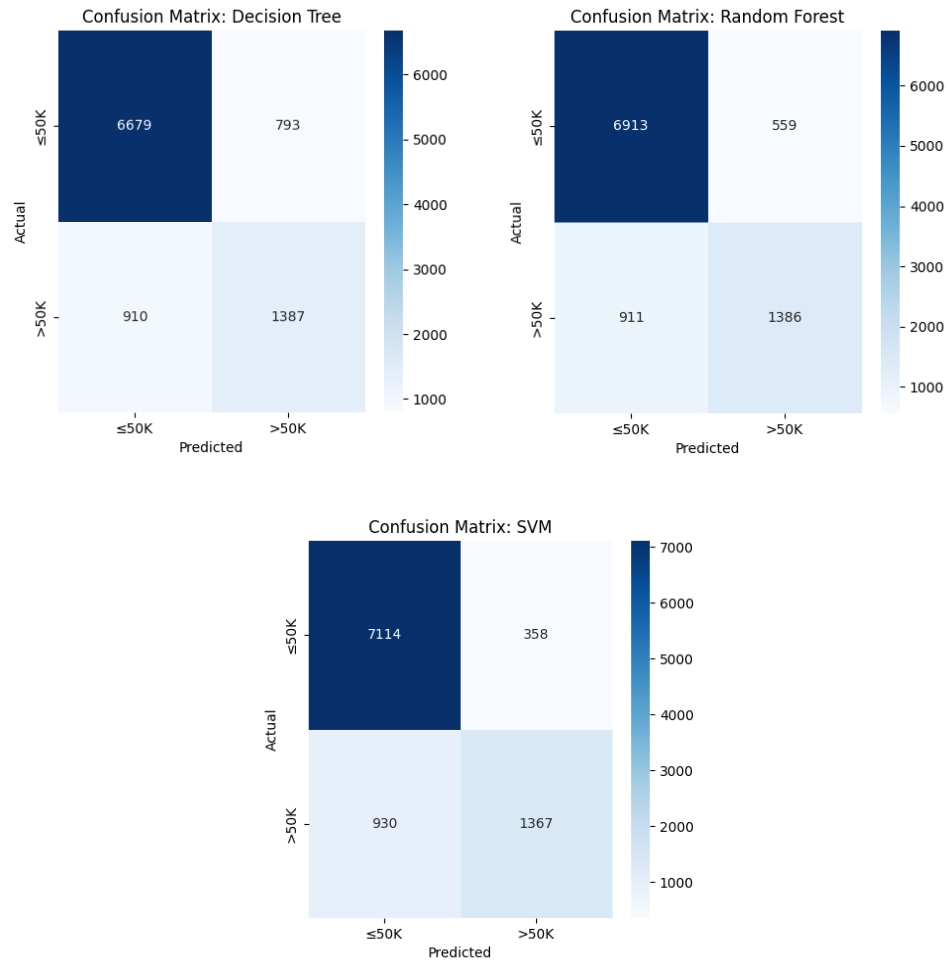 Confusion Matrix: Decision Tree
≤50K
>50K
Actual
6679
793
910
1387
≤50K
>50K
Predicted
6000
5000
4000
3000
2000
1000
Confusion Matrix: Random Forest
≤50K
>50K
Actual
6913
559
911
1386
≤50K
>50K
Predicted
6000
5000
4000
3000
2000
1000
Confusion Matrix: SVM
≤50K
>50K
Actual
7114
358
930
1367
≤50K
>50K
Predicted
7000
6000
5000
4000
3000
2000
1000